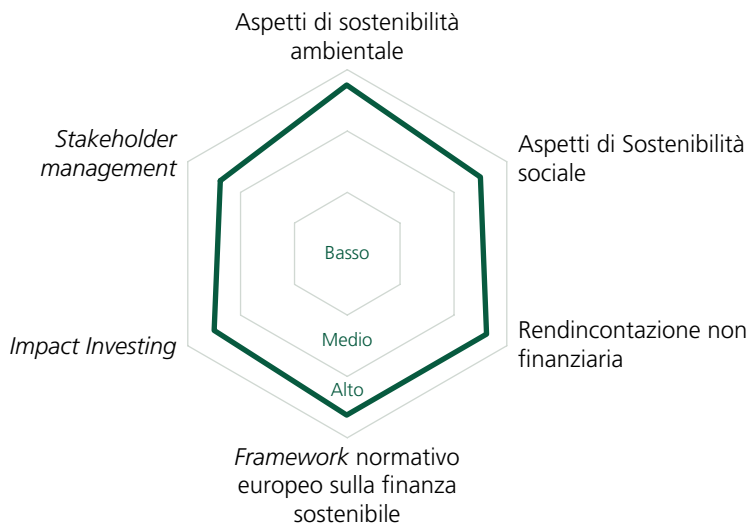 Aspetti di sostenibilità
ambientale
Stakeholder
management
Aspetti di Sostenibilità
sociale
Basso
Medio
Alto
Impact Investing
Rendincontazione non
finanziaria
Framework normativo
europeo sulla finanza
sostenibile